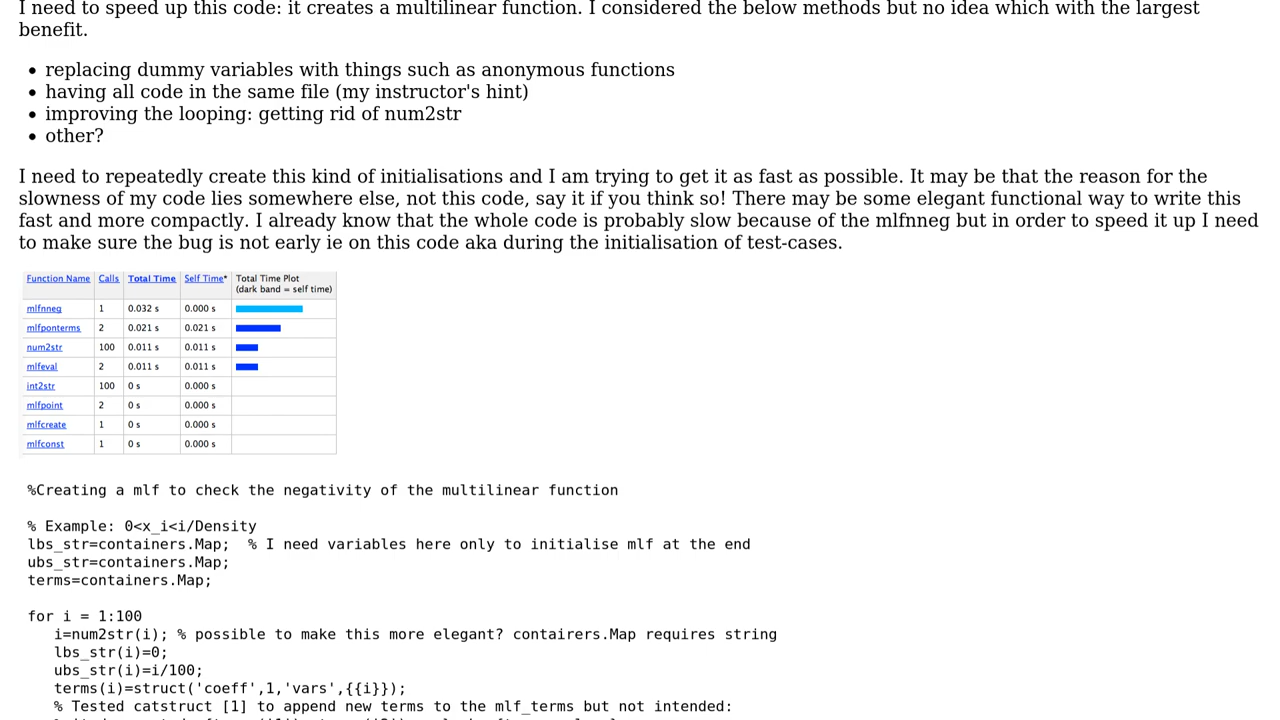 I need to speed up this code: it creates a multilinear function. I considered the below methods but no idea which with the largest
benefit.
• replacing dummy variables with things such as anonymous functions
• having all code in the same file (my instructor's hint)
• improving the looping: getting rid of num2str
• other?
I need to repeatedly create this kind of initialisations and I am trying to get it as fast as possible. It may be that the reason for the
slowness of my code lies somewhere else, not this code, say it if you think so! There may be some elegant functional way to write this
fast and more compactly. I already know that the whole code is probably slow because of the mlfnneg but in order to speed it up I need
to make sure the bug is not early ie on this code aka during the initialisation of test-cases.
Function Name Calls Total Time Self Time* Total Time Plot
(dark band = self time)
mlfnneg 1 0.032 s 0.000 s
mlfponterms 2 0.021 s 0.021 s
num2str 100 0.011 s 0.011 s
mlfeval 2 0.011 s 0.011 s
int2str 100 0 s 0.000 s
mlfpoint 2 0 s 0.000 s
mlfcreate 1 0 s 0.000 s
mlfconst 1 0 s 0.000 s
%Creating a mlf to check the negativity of the multilinear function
% Example: 0<x_i<i/Density
lbs_str=containers.Map;  % I need variables here only to initialise mlf at the end
ubs_str=containers.Map;
terms=containers.Map;
for i = 1:100
   i=num2str(i); % possible to make this more elegant? contairers.Map requires string
   lbs_str(i)=0;
   ubs_str(i)=i/100;
   terms(i)=struct('coeff',1,'vars',{{i}});
   % Tested catstruct [1] to append new terms to the mlf_terms but not intended: